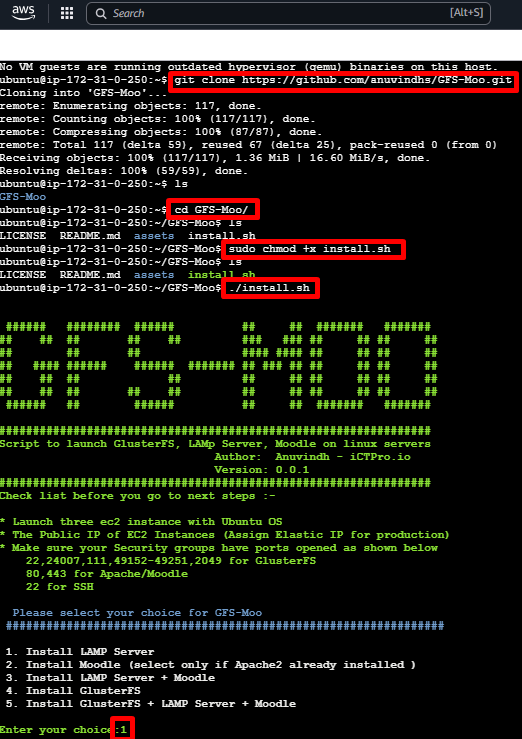 aws
Search
[Alt+S]
No VM guests are running outdated hypervisor (qemu) binaries on this host.
ubuntu@ip-172-31-0-250:~$ git clone https://github.com/anuvindhs/GFS-Moo.git
Cloning into 'GFS-Moo'...
remote: Enumerating objects: 117, done.
remote: Counting objects: 100% (117/117), done.
remote: Compressing objects: 100% (87/87), done.
remote: Total 117 (delta 59), reused 67 (delta 25), pack-reused 0 (from 0)
Receiving objects: 100% (117/117), 1.36 MiB | 16.60 MiB/s, done.
Resolving deltas: 100% (59/59), done.
ubuntu@ip-172-31-0-250:~$ ls
GFS-Moo
ubuntu@ip-172-31-0-250:~$ cd GFS-Moo/
ubuntu@ip-172-31-0-250:~/GFS-Moo$ ls
LICENSE  README.md  assets  install.sh
ubuntu@ip-172-31-0-250:~/GFS-Moo$ sudo chmod +x install.sh
ubuntu@ip-172-31-0-250:~/GFS-Moo$ ls
LICENSE  README.md  assets  install.sh
ubuntu@ip-172-31-0-250:~/GFS-Moo$ ./install.sh
GFS-MOO
#################################################################
Script to launch GlusterFS, LAMp Server, Moodle on linux servers
Author:  Anuvindh - iCTPro.io
Version: 0.0.1
#################################################################
Check list before you go to next steps :-
* Launch three ec2 instance with Ubuntu OS
* The Public IP of EC2 Instances (Assign Elastic IP for production)
* Make sure your Security groups have ports opened as shown below
22,24007,111,49152-49251,2049 for GlusterFS
80,443 for Apache/Moodle
22 for SSH
Please select your choice for GFS-Moo
##################################################################
1. Install LAMP Server
2. Install Moodle (select only if Apache2 already installed )
3. Install LAMP Server + Moodle
4. Install GlusterFS
5. Install GlusterFS + LAMP Server + Moodle
Enter your choice:1